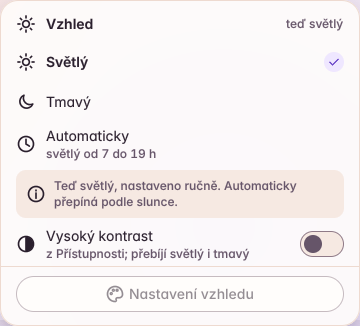 Vzhled
teď světlý
Světlý
Tmavý
Automaticky
světlý od 7 do 19 h
Teď světlý, nastaveno ručně. Automaticky
přepíná podle slunce.
Vysoký kontrast
z Přístupnosti; přebíjí světlý i tmavý
Nastavení vzhledu